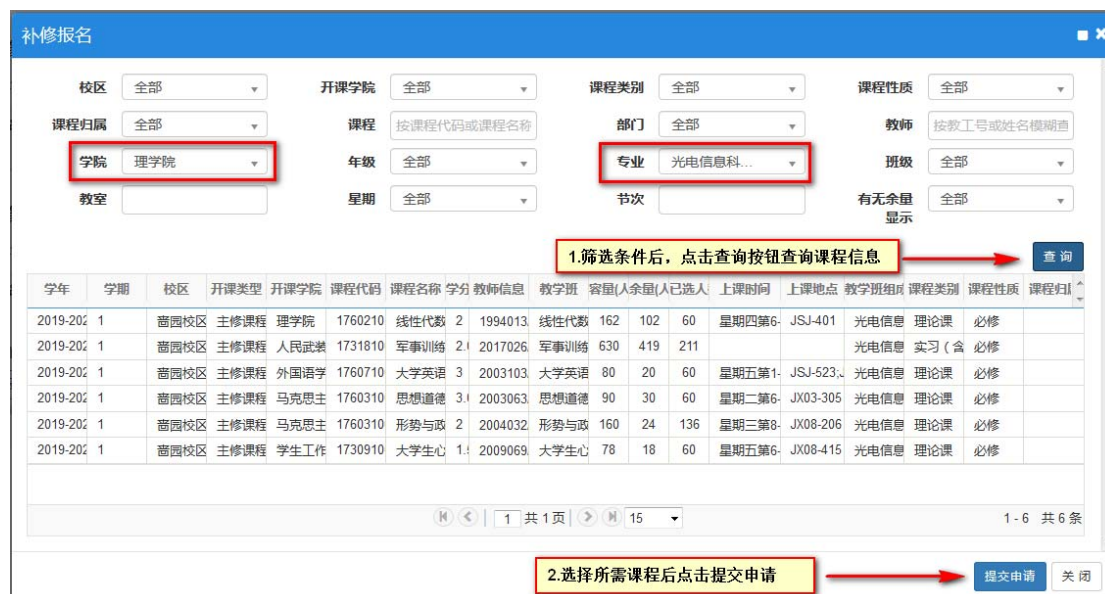 补修报名
校区 全部 开课学院 全部 课程类别 全部 课程性质 全部
课程归属 全部 课程 按课程代码或课程名称 部门 全部 教师 按教工号或姓名模糊查
学院 理学院 年级 全部 专业 光电信息科... 班级 全部
教室 星期 全部 节次 有无余量显示 全部
1.筛选条件后，点击查询按钮查询课程信息 查 询
学年 学期 校区 开课类型 开课学院 课程代码 课程名称 学分 教师信息 教学班 容量(人 余量(人 已选人 上课时间 上课地点 教学班组成 课程类别 课程性质 课程归属
2019-202 1 蔷园校区 主修课程 理学院 1760210 线性代数 2 1994013 线性代数 162 102 60 星期四第6- JSJ-401 光电信息 理论课 必修
2019-202 1 蔷园校区 主修课程 人民武装 1731810 军事训练 2.0 2017026 军事训练 630 419 211 光电信息 实习（含 必修
2019-202 1 蔷园校区 主修课程 外国语学 1760710 大学英语 3 2003103 大学英语 80 20 60 星期五第1- JSJ-523;J 光电信息 理论课 必修
2019-202 1 蔷园校区 主修课程 马克思主 1760310 思想道德 3.0 2003063 思想道德 90 30 60 星期二第6- JX03-305 光电信息 理论课 必修
2019-202 1 蔷园校区 主修课程 马克思主 1760310 形势与政 2 2004032 形势与政 160 24 136 星期三第8- JX08-206 光电信息 理论课 必修
2019-202 1 蔷园校区 主修课程 学生工作 1730910 大学生心 1.5 2009069 大学生心 78 18 60 星期五第6- JX08-415 光电信息 理论课 必修
1 共 1 页 15 1 - 6 共 6 条
2.选择所需课程后点击提交申请 提交申请 关 闭